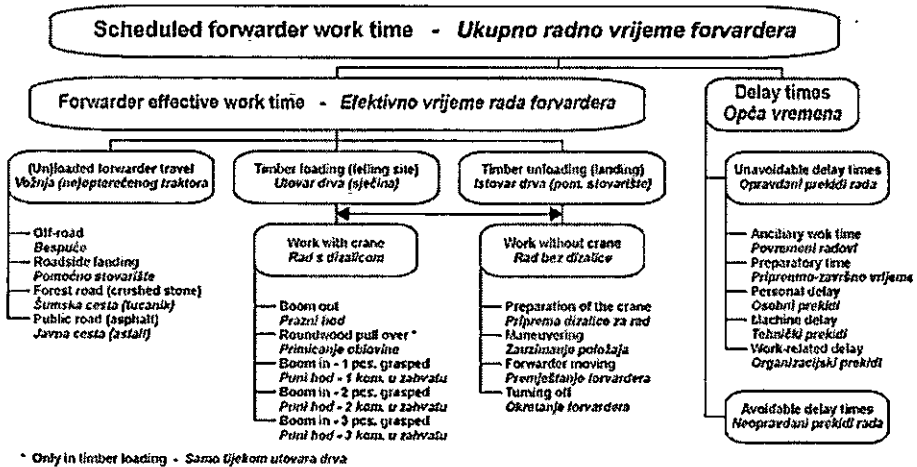 Scheduled forwarder work time - Ukupno radno vrijeme forvardera
Forwarder effective work time - Efektivno vrijeme rada forvardera
Delay times
Opća vremena
(Un)loaded forwarder travel
Vožnja (ne)opterećenog traktora
Timber loading (felling site)
Utovar drva (sječina)
Timber unloading (landing)
Istovar drva (pom. stovarište)
Unavoidable delay times
Opravdani prekidi rada
Off-road
Bespuće
Roadside landing
Pomoćno stovarište
Forest road (crushed stone)
Šumska cesta (tucanik)
Public road (asphalt)
Javna cesta (asfalt)
Work with crane
Rad s dizalicom
Boom out
Prazni hod
Roundwood pull over *
Primicanje oblovine
Boom in - 1 pcs. grasped
Puni hod - 1 kom. u zahvatu
Boom in - 2 pcs. grasped
Puni hod - 2 kom. u zahvatu
Boom in - 3 pcs. grasped
Puni hod - 3 kom. u zahvatu
Work without crane
Rad bez dizalice
Preparation of the crane
Priprema dizalice za rad
Maneuvering
Zauzimanje položaja
Forwarder moving
Premještanje forvardera
Turning off
Okretanje forvardera
Ancillary wok time
Povremeni radovi
Preparatory time
Pripremno-završno vrijeme
Personal delay
Osobni prekidi
Machine delay
Tehnički prekidi
Work-related delay
Organizacijski prekidi
Avoidable delay times
Neopravdani prekidi rada
* Only in timber loading - Samo tijekom utovara drva